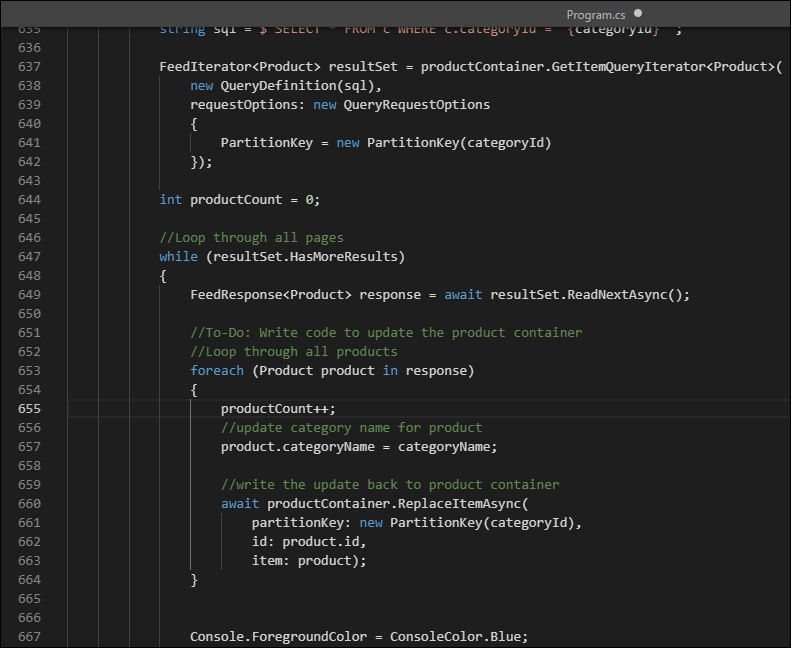 Program.cs
635 string sql = $"SELECT * FROM c WHERE c.categoryId = '{categoryId}'";
636
637 FeedIterator<Product> resultSet = productContainer.GetItemQueryIterator<Product>(
638 new QueryDefinition(sql),
639 requestOptions: new QueryRequestOptions
640 {
641 PartitionKey = new PartitionKey(categoryId)
642 });
643
644 int productCount = 0;
645
646 //Loop through all pages
647 while (resultSet.HasMoreResults)
648 {
649 FeedResponse<Product> response = await resultSet.ReadNextAsync();
650
651 //To-Do: Write code to update the product container
652 //Loop through all products
653 foreach (Product product in response)
654 {
655 productCount++;
656 //update category name for product
657 product.categoryName = categoryName;
658
659 //write the update back to product container
660 await productContainer.ReplaceItemAsync(
661 partitionKey: new PartitionKey(categoryId),
662 id: product.id,
663 item: product);
664 }
665
666
667 Console.ForegroundColor = ConsoleColor.Blue;